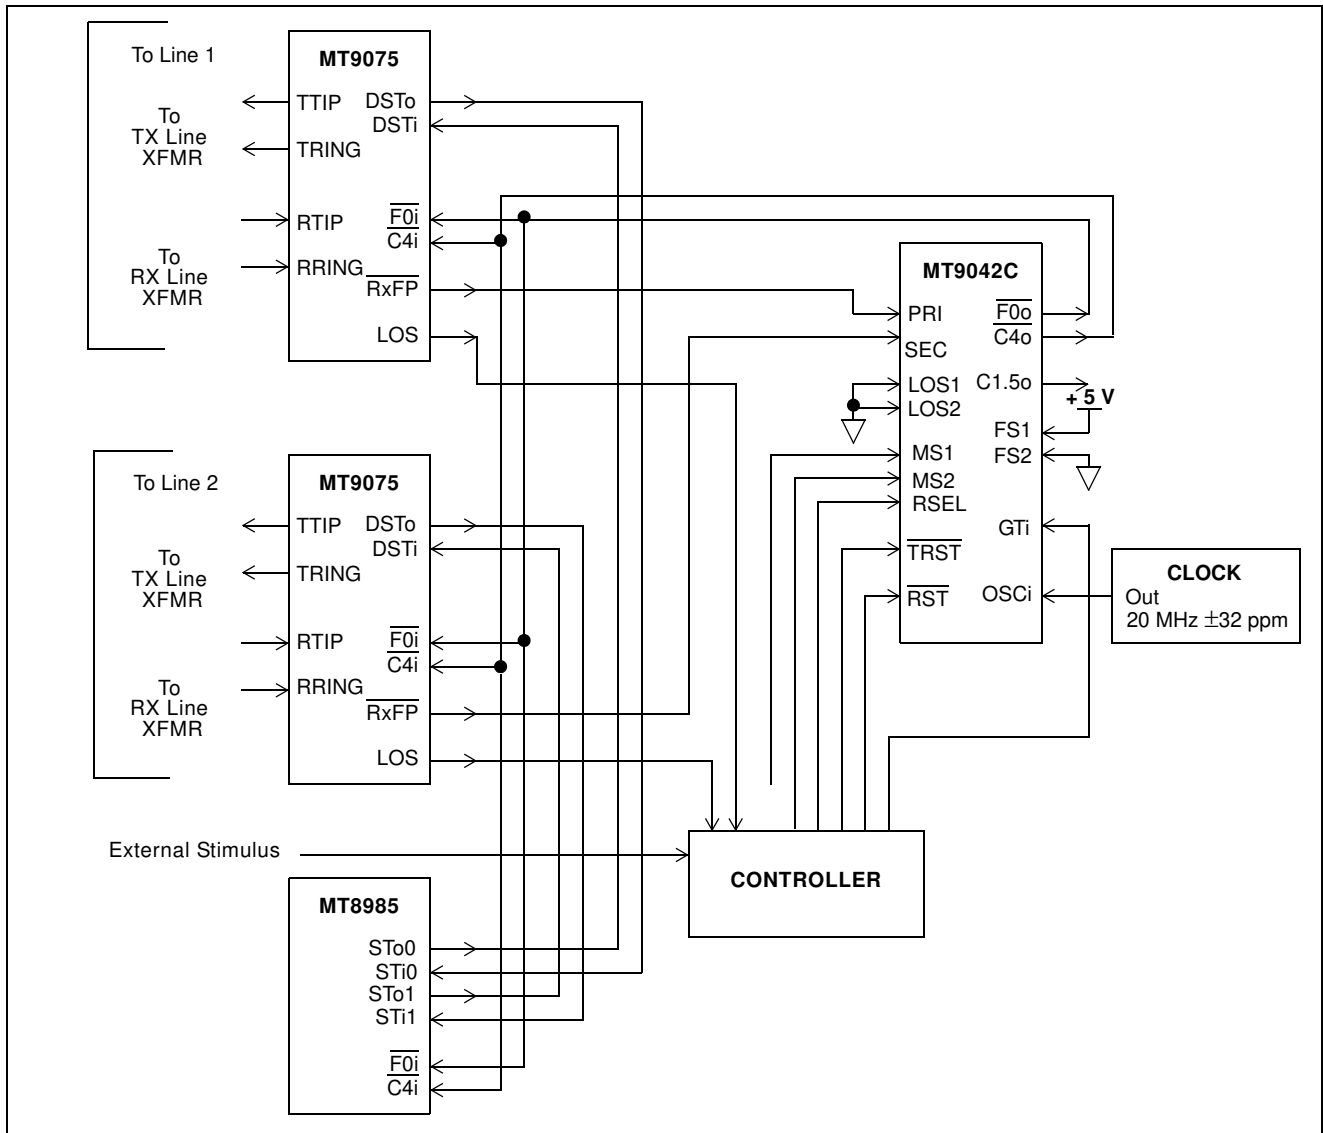 To Line 1
To
TX Line
XFMR
To
RX Line
XFMR
MT9075
TTIP
TRING
RTIP
RRING
DSTo
DSTi
F0i
C4i
RxFP
LOS
MT9042C
PRI
SEC
LOS1
LOS2
MS1
MS2
RSEL
TRST
RST
F0o
C4o
C1.5o
+ 5 V
FS1
FS2
GTi
OSCi
CLOCK
Out
20 MHz ±32 ppm
To Line 2
To
TX Line
XFMR
To
RX Line
XFMR
MT9075
TTIP
TRING
RTIP
RRING
DSTo
DSTi
F0i
C4i
RxFP
LOS
External Stimulus
CONTROLLER
MT8985
STo0
STi0
STo1
STi1
F0i
C4i